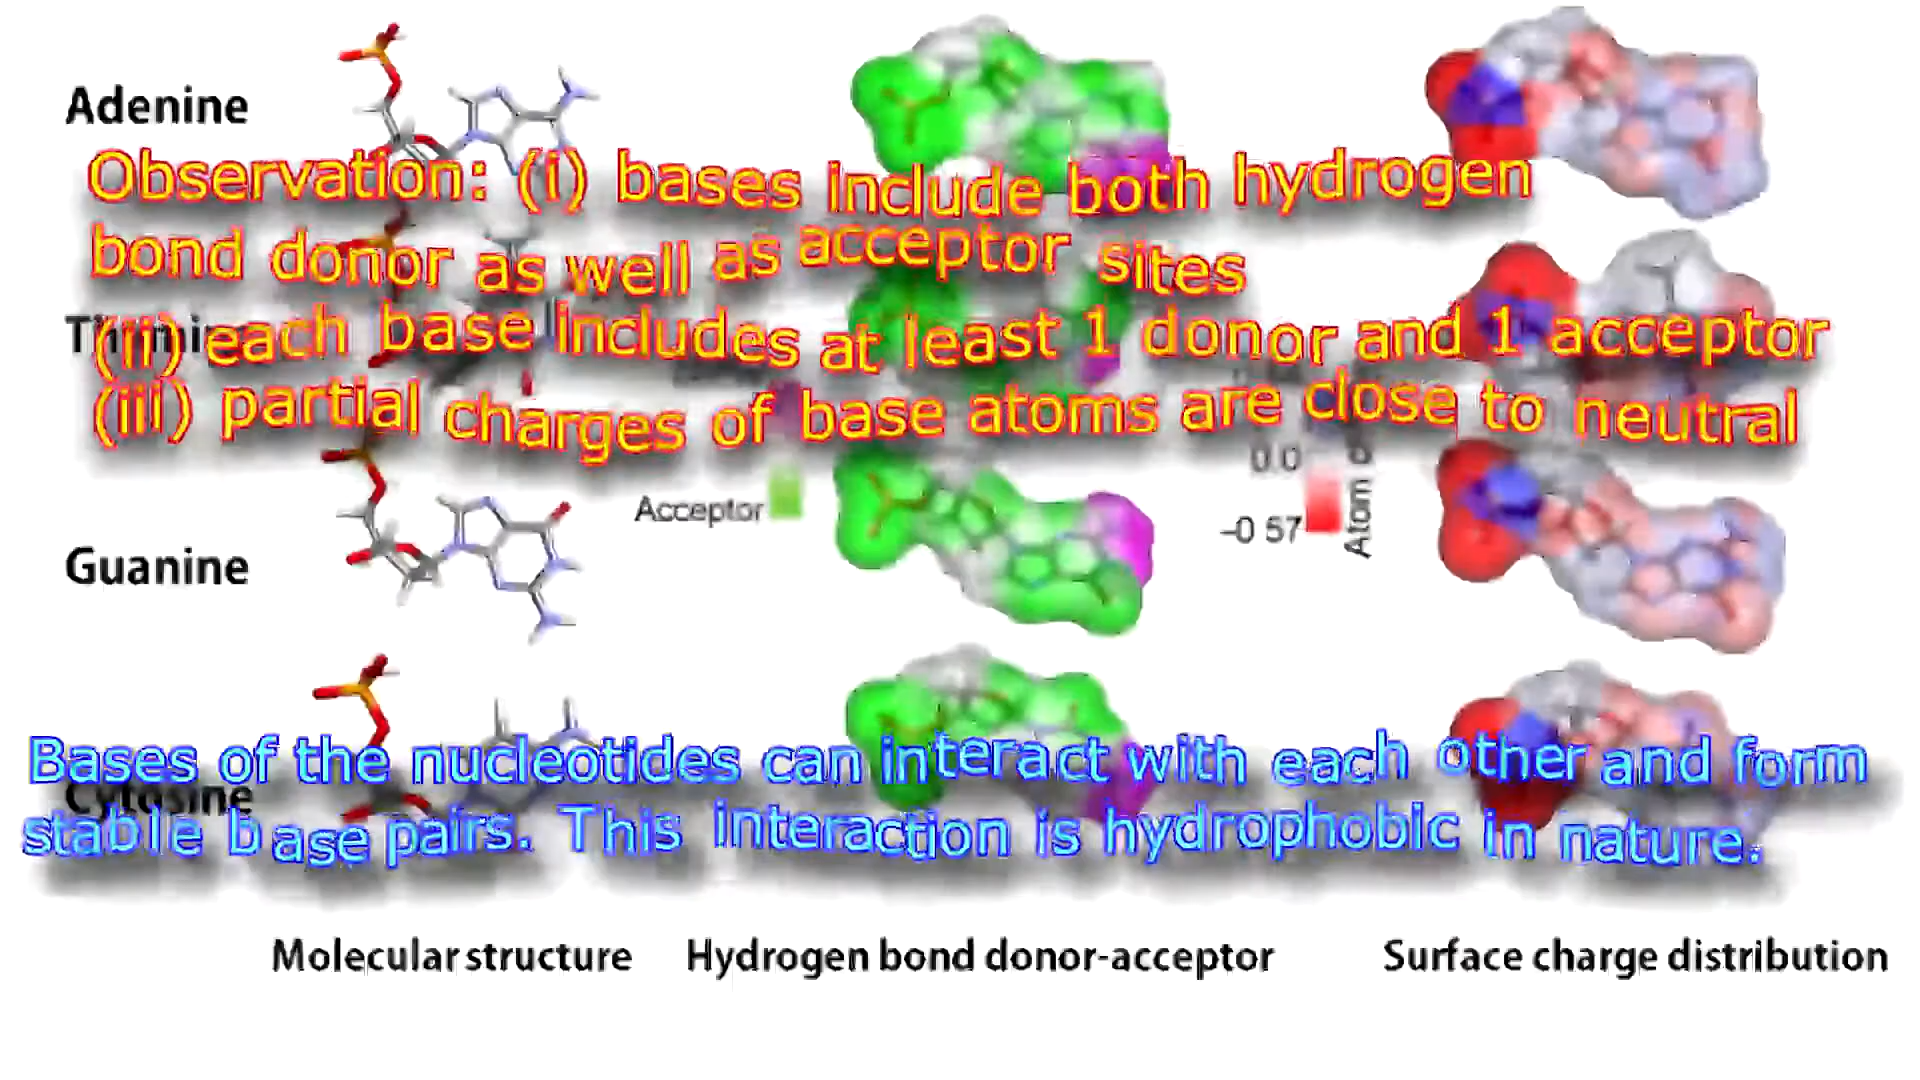 Adenine
Observation: (i) bases include both hydrogen
bond donor as well as acceptor sites
(ii) each base includes at least 1 donor and 1 acceptor
(iii) partial charges of base atoms are close to neutral
0.0
Acceptor
-0 57
Atom
Guanine
Bases of the nucleotides can interact with each other and form
Cytosine
stable base pairs. This interaction is hydrophobic in nature.
Molecular structure Hydrogen bond donor-acceptor Surface charge distribution